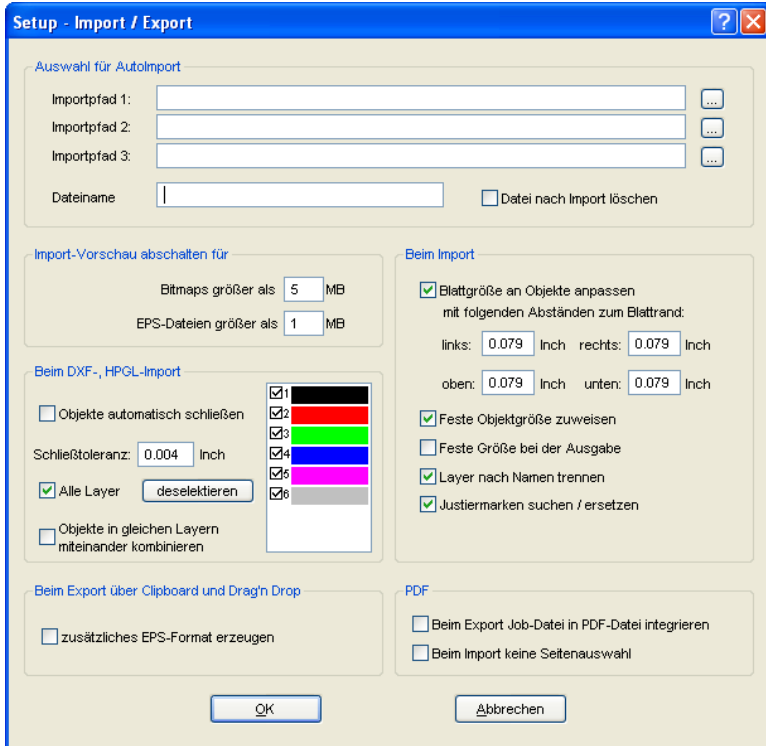 Setup - Import / Export
Auswahl für AutoImport
Importpfad 1:
...
Importpfad 2:
...
Importpfad 3:
...
Dateiname
Datei nach Import löschen
Import-Vorschau abschalten für
Bitmaps größer als 5 MB
EPS-Dateien größer als 1 MB
Beim DXF-, HPGL-Import
Objekte automatisch schließen
Schließtoleranz: 0.004 Inch
Alle Layer deselektieren
Objekte in gleichen Layern
miteinander kombinieren
1
2
3
4
5
6
Beim Import
Blattgröße an Objekte anpassen
mit folgenden Abständen zum Blattrand:
links: 0.079 Inch rechts: 0.079 Inch
oben: 0.079 Inch unten: 0.079 Inch
Feste Objektgröße zuweisen
Feste Größe bei der Ausgabe
Layer nach Namen trennen
Justiermarken suchen / ersetzen
Beim Export über Clipboard und Drag'n Drop
zusätzliches EPS-Format erzeugen
PDF
Beim Export Job-Datei in PDF-Datei integrieren
Beim Import keine Seitenauswahl
OK
Abbrechen